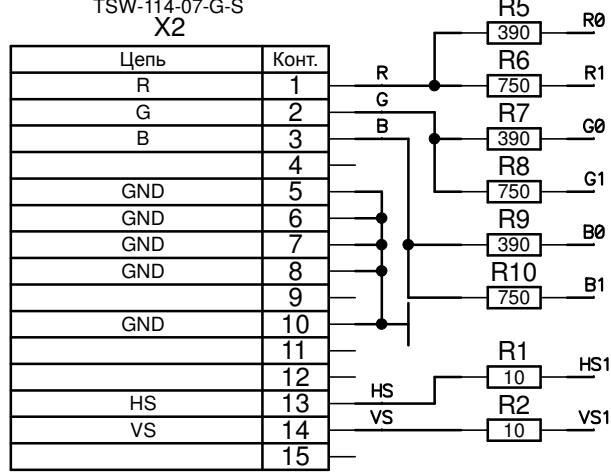 TSW-114-07-G-S
X2
Цепь Конт.
R 1
G 2
B 3
4
GND 5
GND 6
GND 7
GND 8
9
GND 10
11
12
HS 13
VS 14
15
R
G
B
HS
VS
R5
390 R0
R6
750 R1
R7
390 G0
R8
750 G1
R9
390 B0
R10
750 B1
R1
10 HS1
R2
10 VS1